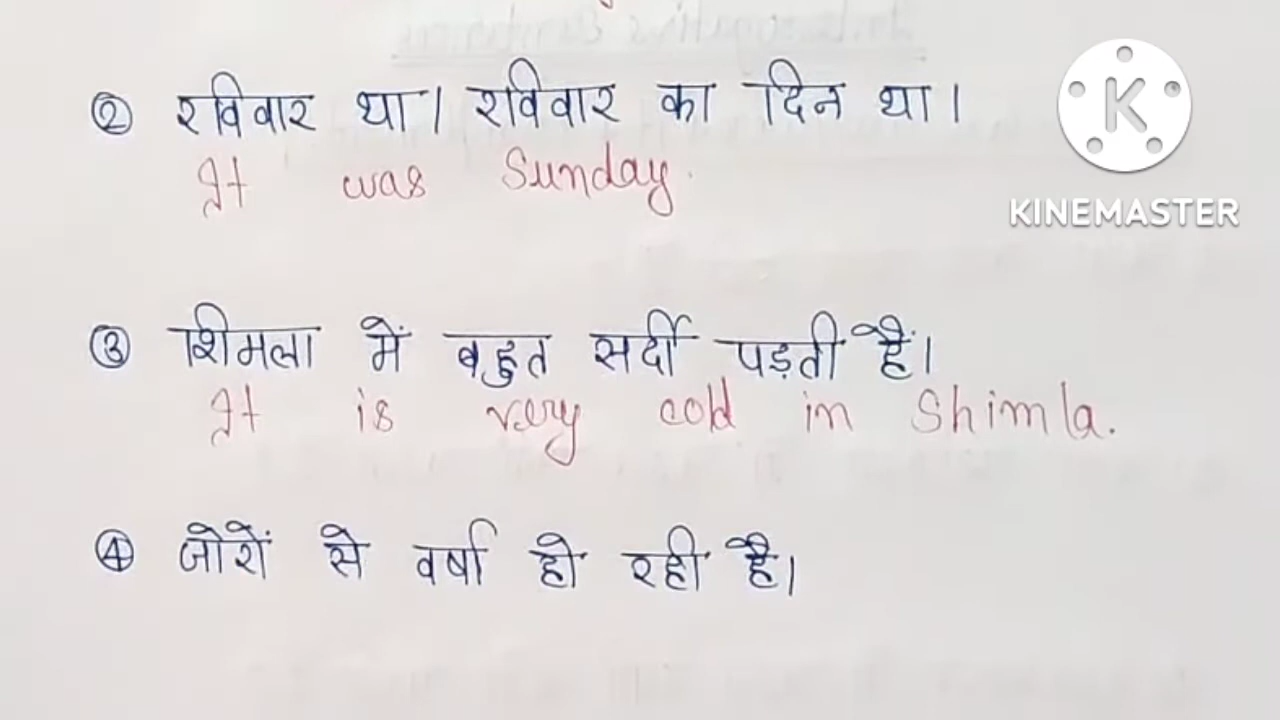 ② रविवार था। रविवार का दिन था।
It was Sunday.
③ शिमला में बहुत सर्दी पड़ती हैं।
It is very cold in Shimla.
④ जोरों से वर्षा हो रही है।
KINEMASTER